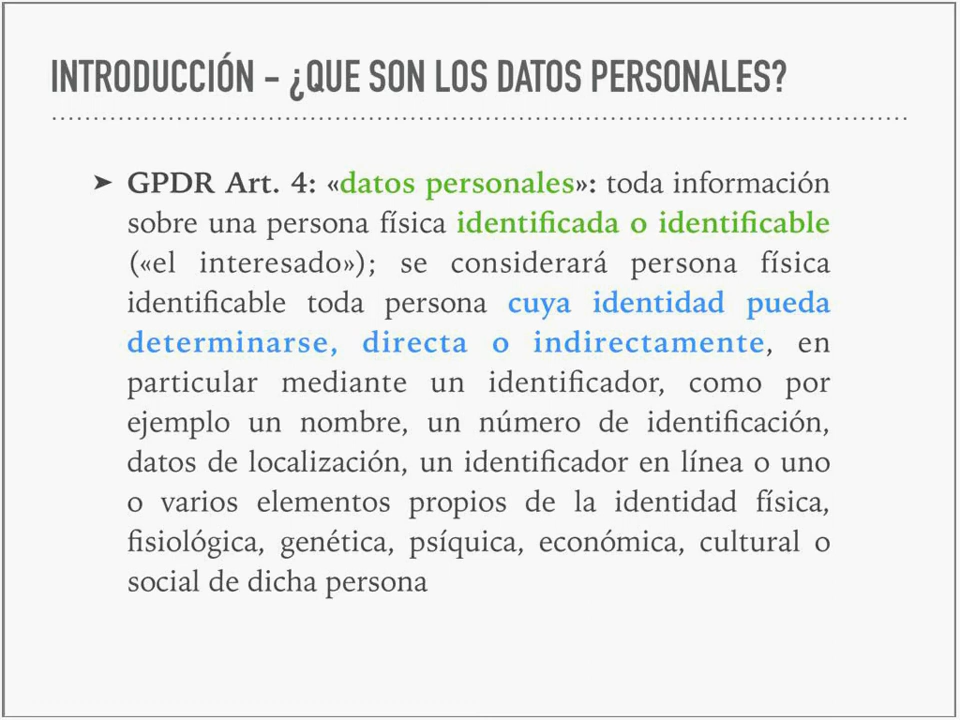 INTRODUCCIÓN - ¿QUE SON LOS DATOS PERSONALES?
➤ GPDR Art. 4: «datos personales»: toda información
sobre una persona física identificada o identificable
(«el interesado»); se considerará persona física
identificable toda persona cuya identidad pueda
determinarse, directa o indirectamente, en
particular mediante un identificador, como por
ejemplo un nombre, un número de identificación,
datos de localización, un identificador en línea o uno
o varios elementos propios de la identidad física,
fisiológica, genética, psíquica, económica, cultural o
social de dicha persona